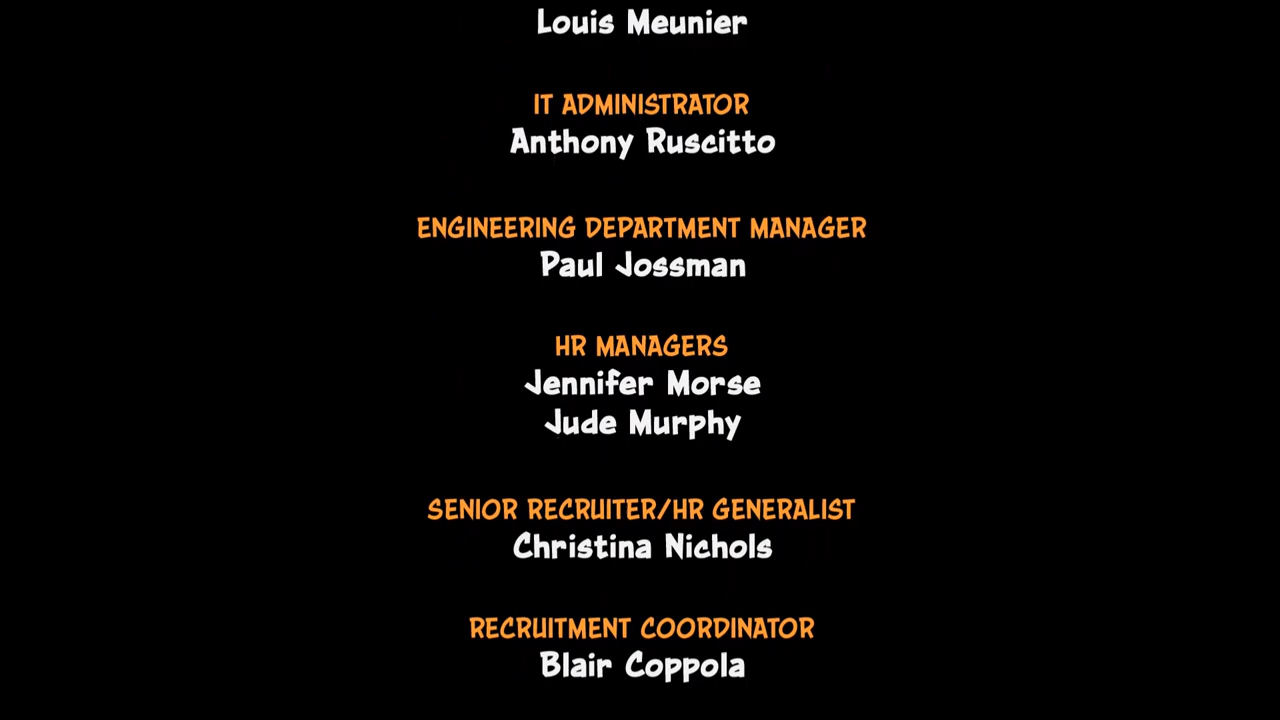 Louis Meunier
IT ADMINISTRATOR
Anthony Ruscitto
ENGINEERING DEPARTMENT MANAGER
Paul Jossman
HR MANAGERS
Jennifer Morse
Jude Murphy
SENIOR RECRUITER/HR GENERALIST
Christina Nichols
RECRUITMENT COORDINATOR
Blair Coppola